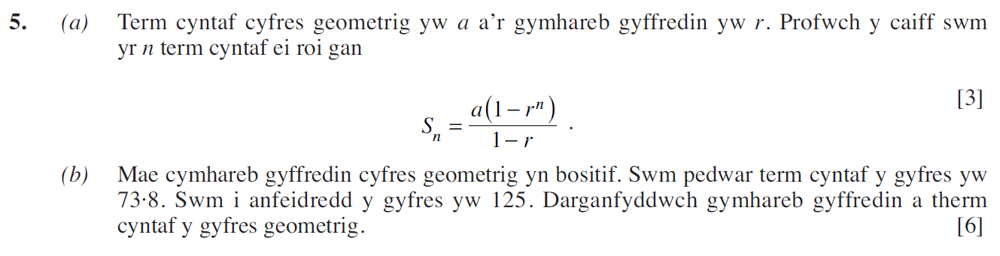 5. (a) Term cyntaf cyfres geometrig yw a a'r gymhareb gyffredin yw r. Profwch y caiff swm
yr n term cyntaf ei roi gan
[3]
Sₙ = a(1 – rⁿ) / (1 – r) .
(b) Mae cymhareb gyffredin cyfres geometrig yn bositif. Swm pedwar term cyntaf y gyfres yw
73·8. Swm i anfeidredd y gyfres yw 125. Darganfyddwch gymhareb gyffredin a therm
cyntaf y gyfres geometrig. [6]